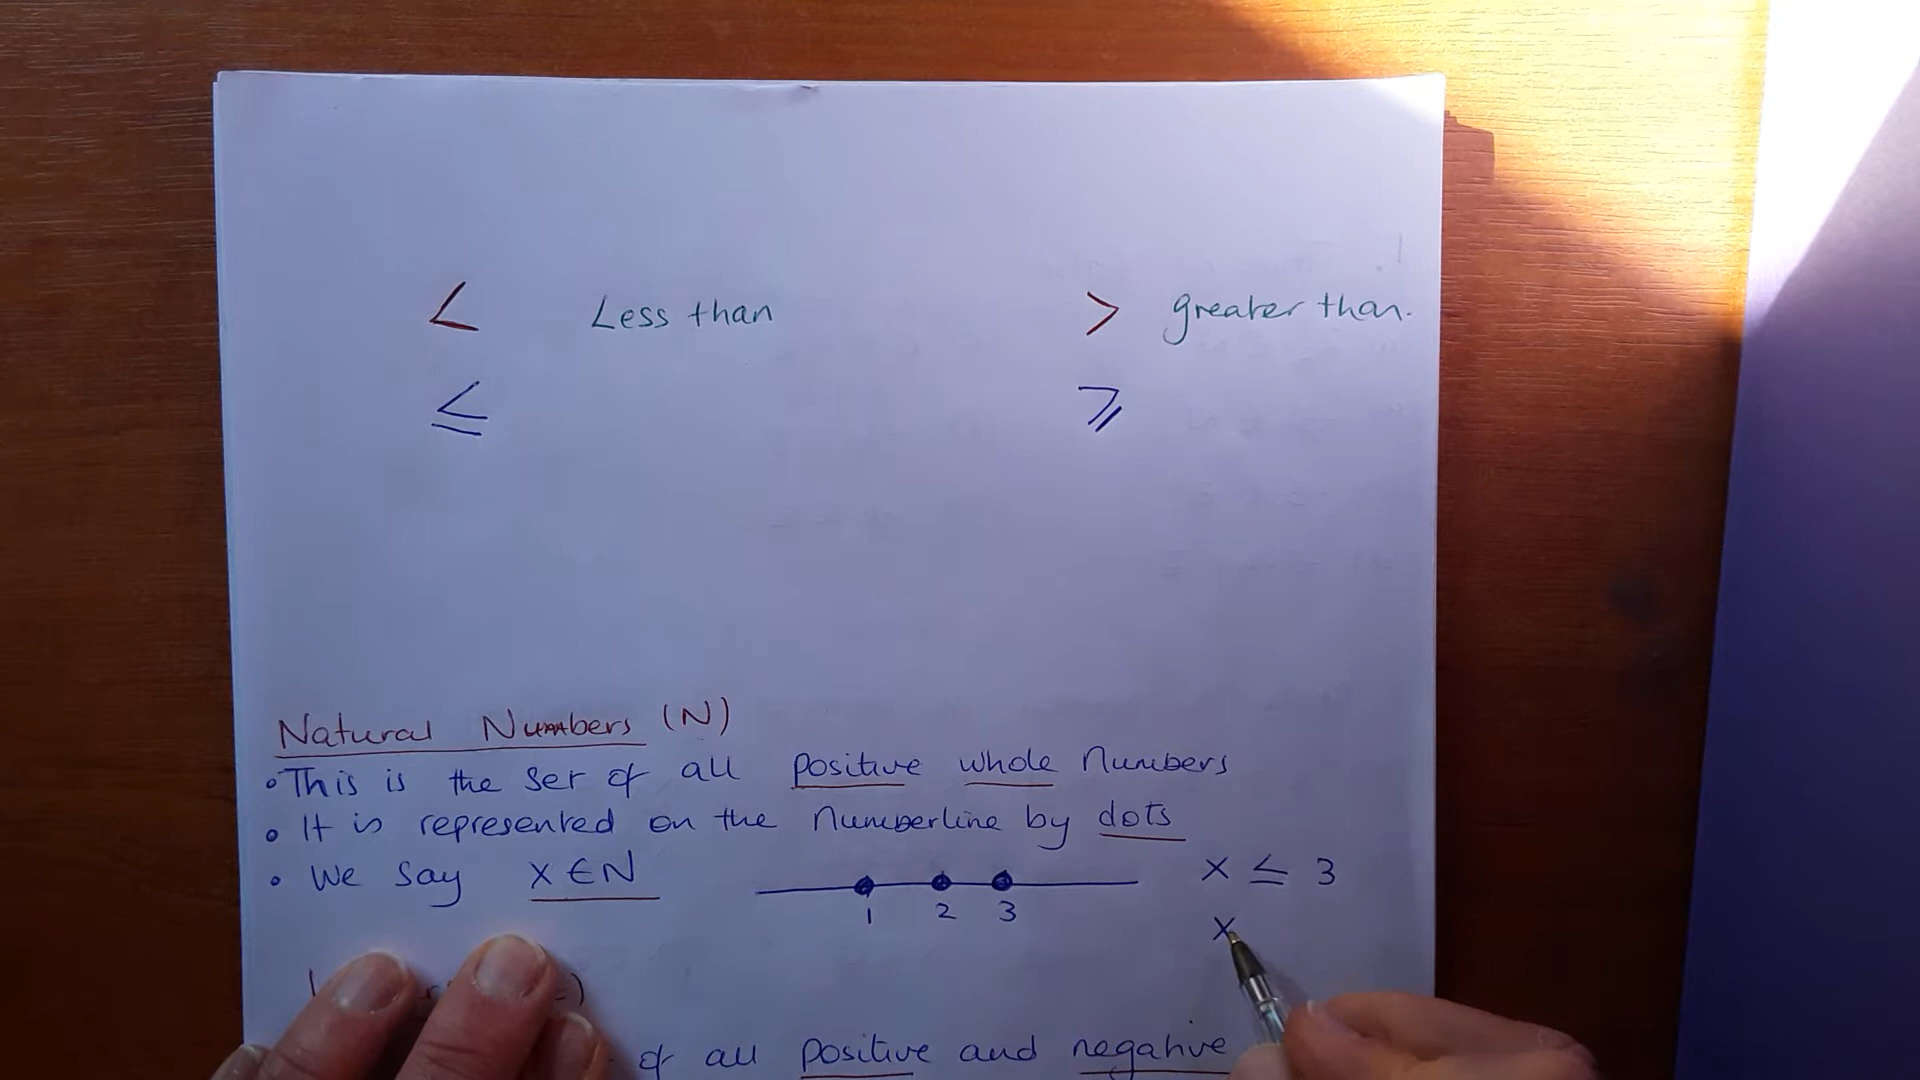 < Less than > greater than.
≤ ≥
Natural Numbers (N)
• This is the set of all positive whole Numbers
• It is represented on the Numberline by dots
• We say x ∈ N
1 2 3
x ≤ 3
x
of all positive and negative